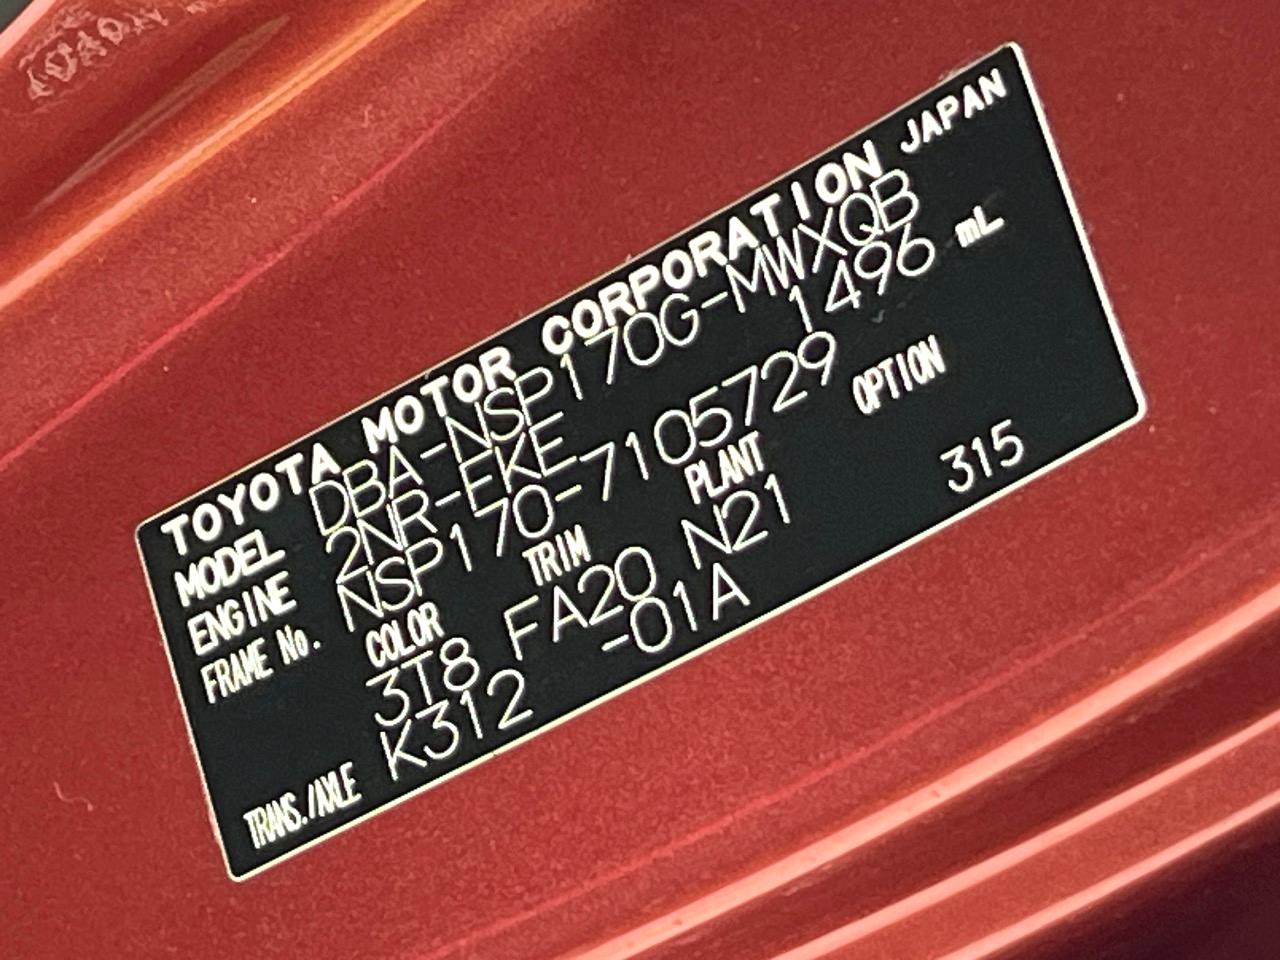 TOYOTA MOTOR CORPORATION JAPAN
MODEL DBA-NSP170G-MWXQB
ENGINE 2NR-FKE 1496 mL
FRAME No. NSP170-7105729
COLOR TRIM PLANT OPTION
3T8 FA20 N21 315
TRANS./AXLE K312 -01A